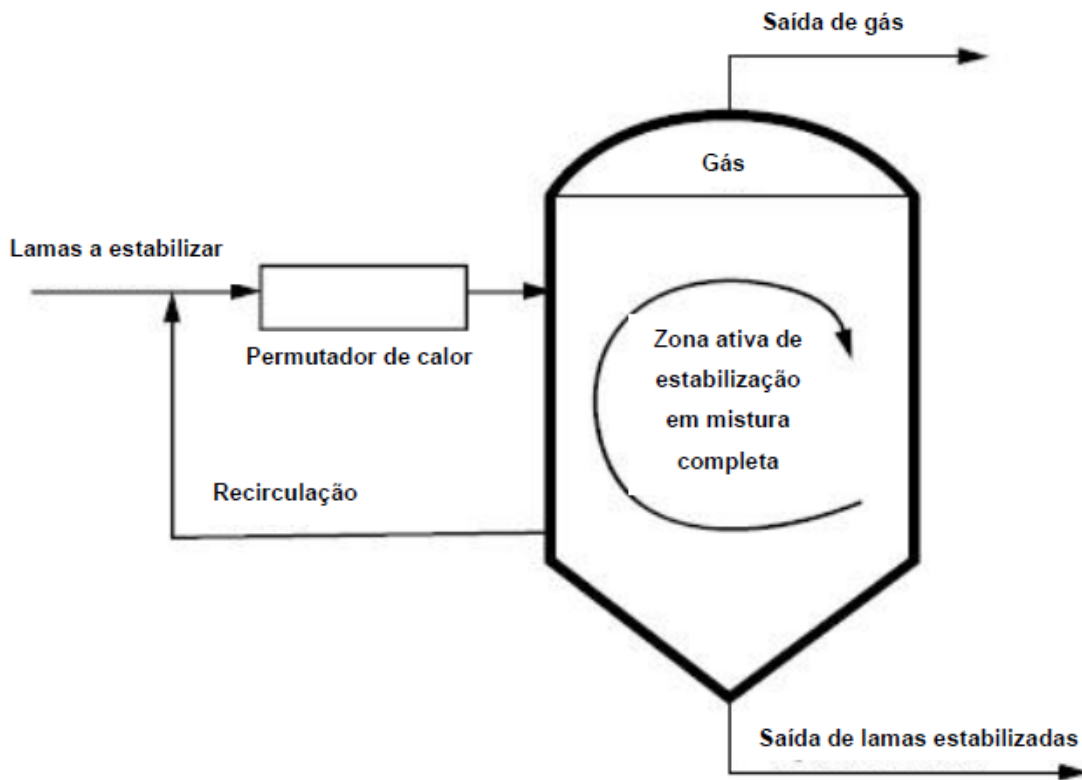 Saída de gás
Gás
Lamas a estabilizar
Permutador de calor
Zona ativa de
estabilização
em mistura
completa
Recirculação
Saída de lamas estabilizadas